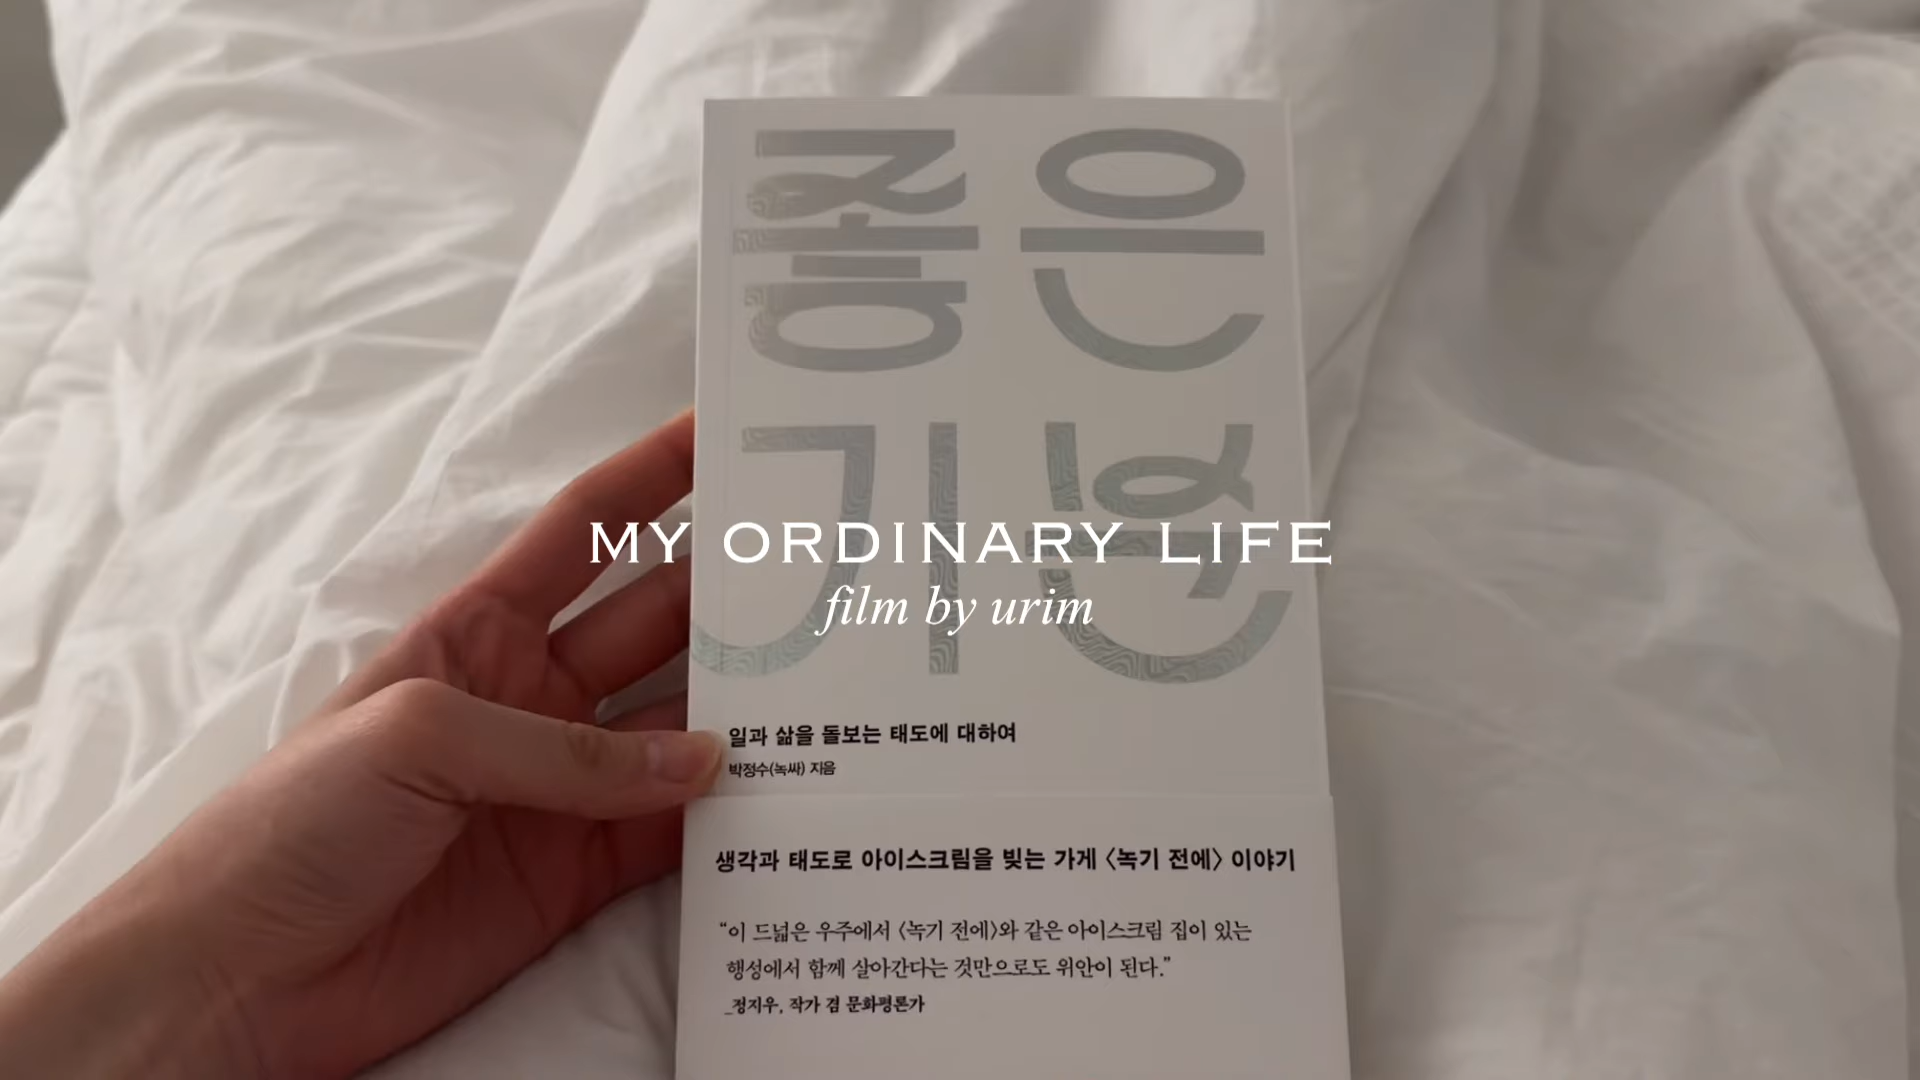 좋은
기분
MY ORDINARY LIFE
film by urim
일과 삶을 돌보는 태도에 대하여
박정수(녹싸) 지음
생각과 태도로 아이스크림을 빚는 가게 〈녹기 전에〉 이야기
“이 드넓은 우주에서 〈녹기 전에〉와 같은 아이스크림 집이 있는
행성에서 함께 살아간다는 것만으로도 위안이 된다.”
_정지우, 작가 겸 문화평론가